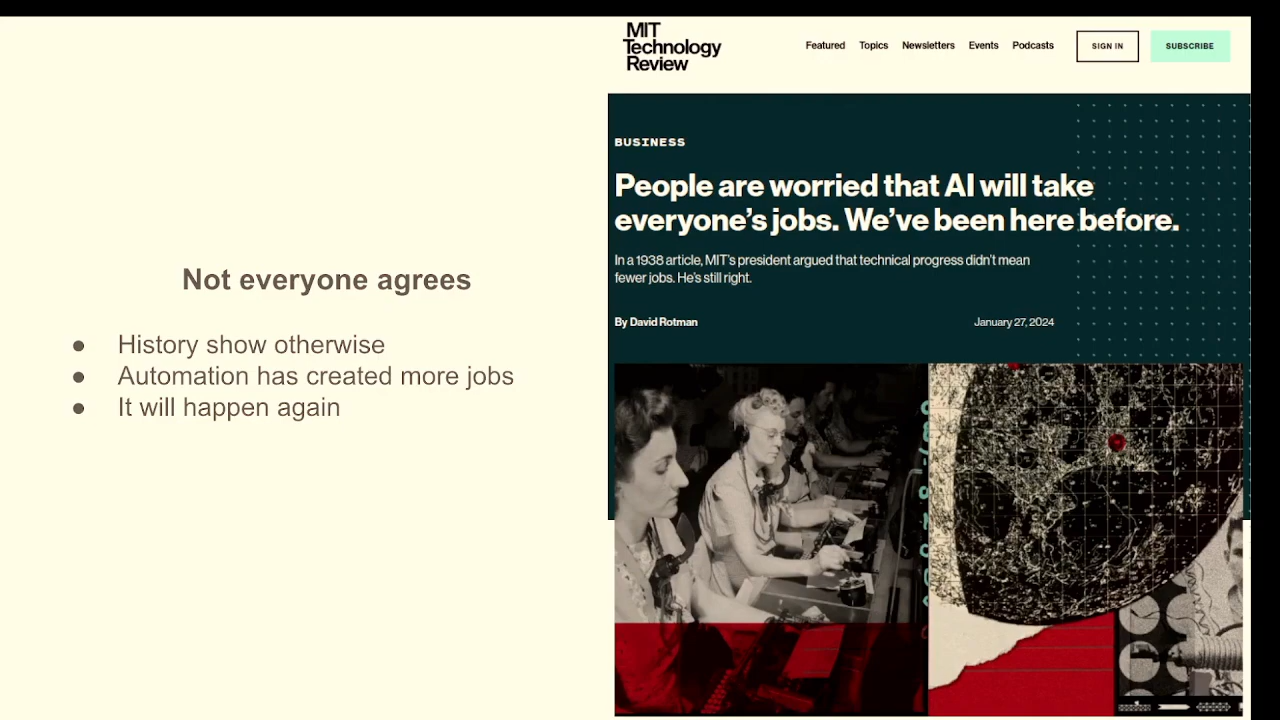 MIT
Technology
Review
Featured Topics Newsletters Events Podcasts SIGN IN SUBSCRIBE
BUSINESS
People are worried that AI will take
everyone's jobs. We've been here before.
In a 1938 article, MIT's president argued that technical progress didn't mean
fewer jobs. He's still right.
By David Rotman January 27, 2024
Not everyone agrees
● History show otherwise
● Automation has created more jobs
● It will happen again